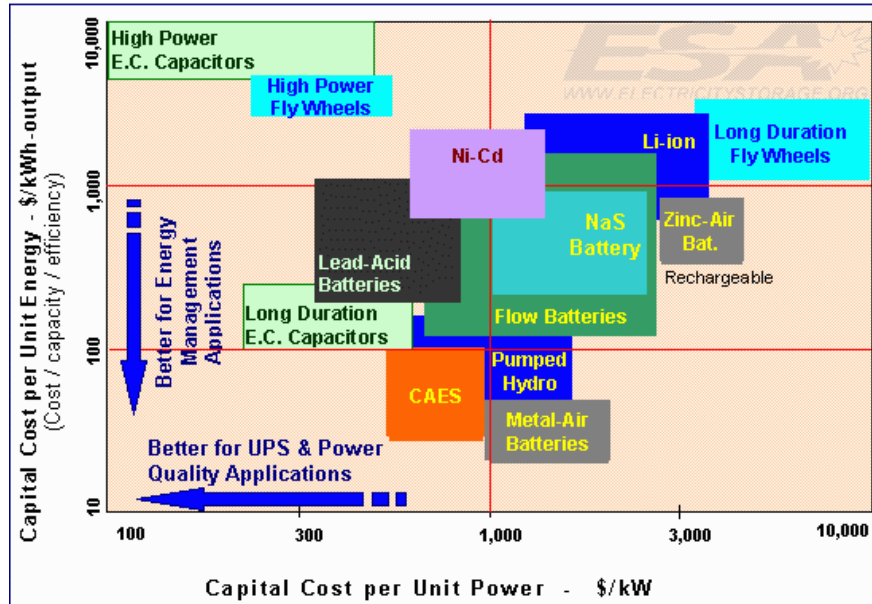 10,000
High Power
E.C. Capacitors
ESA
WWW.ELECTRICITYSTORAGE.ORG
High Power
Fly Wheels
Li-ion
Long Duration
Fly Wheels
Ni-Cd
1,000
NaS
Battery
Zinc-Air
Bat.
Rechargeable
Lead-Acid
Batteries
Long Duration
E.C. Capacitors
Flow Batteries
Better for Energy
Management
Applications
100
Pumped
Hydro
CAES
Metal-Air
Batteries
Better for UPS & Power
Quality Applications
10
Capital Cost per Unit Energy - $/kWh-output
(Cost / capacity / efficiency)
100
300
1,000
3,000
10,000
Capital Cost per Unit Power - $/kW